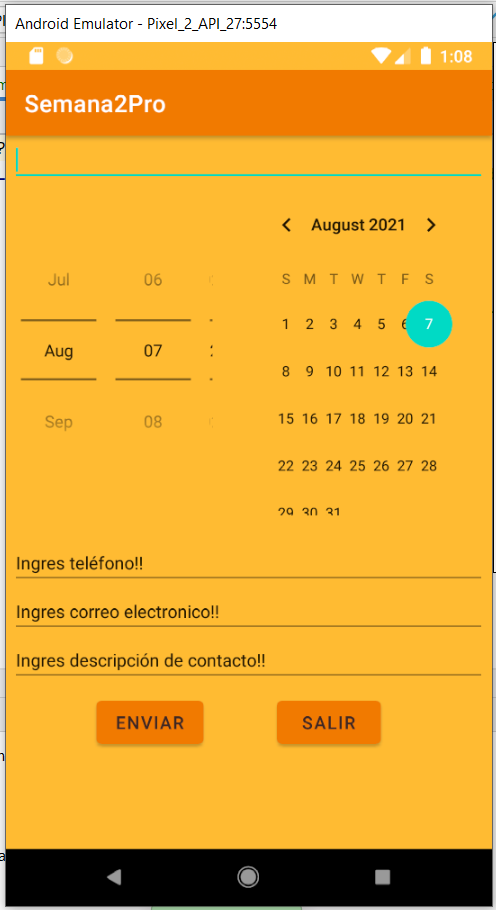 Android Emulator - Pixel_2_API_27:5554
1:08
Semana2Pro
August 2021
S M T W T F S
Jul 06
1 2 3 4 5 6 7
Aug 07
8 9 10 11 12 13 14
Sep 08
15 16 17 18 19 20 21
22 23 24 25 26 27 28
29 30 31
Ingres teléfono!!
Ingres correo electronico!!
Ingres descripción de contacto!!
ENVIAR SALIR